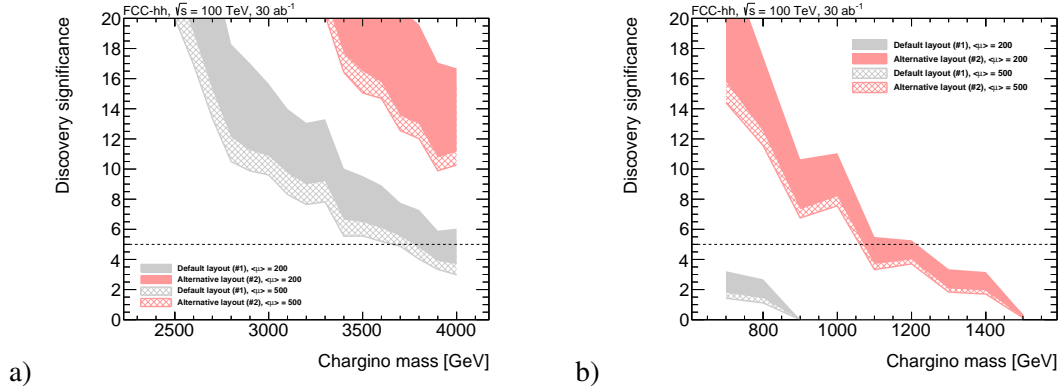 FCC-hh, √s = 100 TeV, 30 ab⁻¹
Discovery significance
20
18
16
14
12
10
8
6
4
2
0
Default layout (#1), <μ> = 200
Alternative layout (#2), <μ> = 200
Default layout (#1), <μ> = 500
Alternative layout (#2), <μ> = 500
2500 3000 3500 4000
Chargino mass [GeV]
a)
FCC-hh, √s = 100 TeV, 30 ab⁻¹
Discovery significance
20
18
16
14
12
10
8
6
4
2
0
Default layout (#1), <μ> = 200
Alternative layout (#2), <μ> = 200
Default layout (#1), <μ> = 500
Alternative layout (#2), <μ> = 500
800 1000 1200 1400
Chargino mass [GeV]
b)